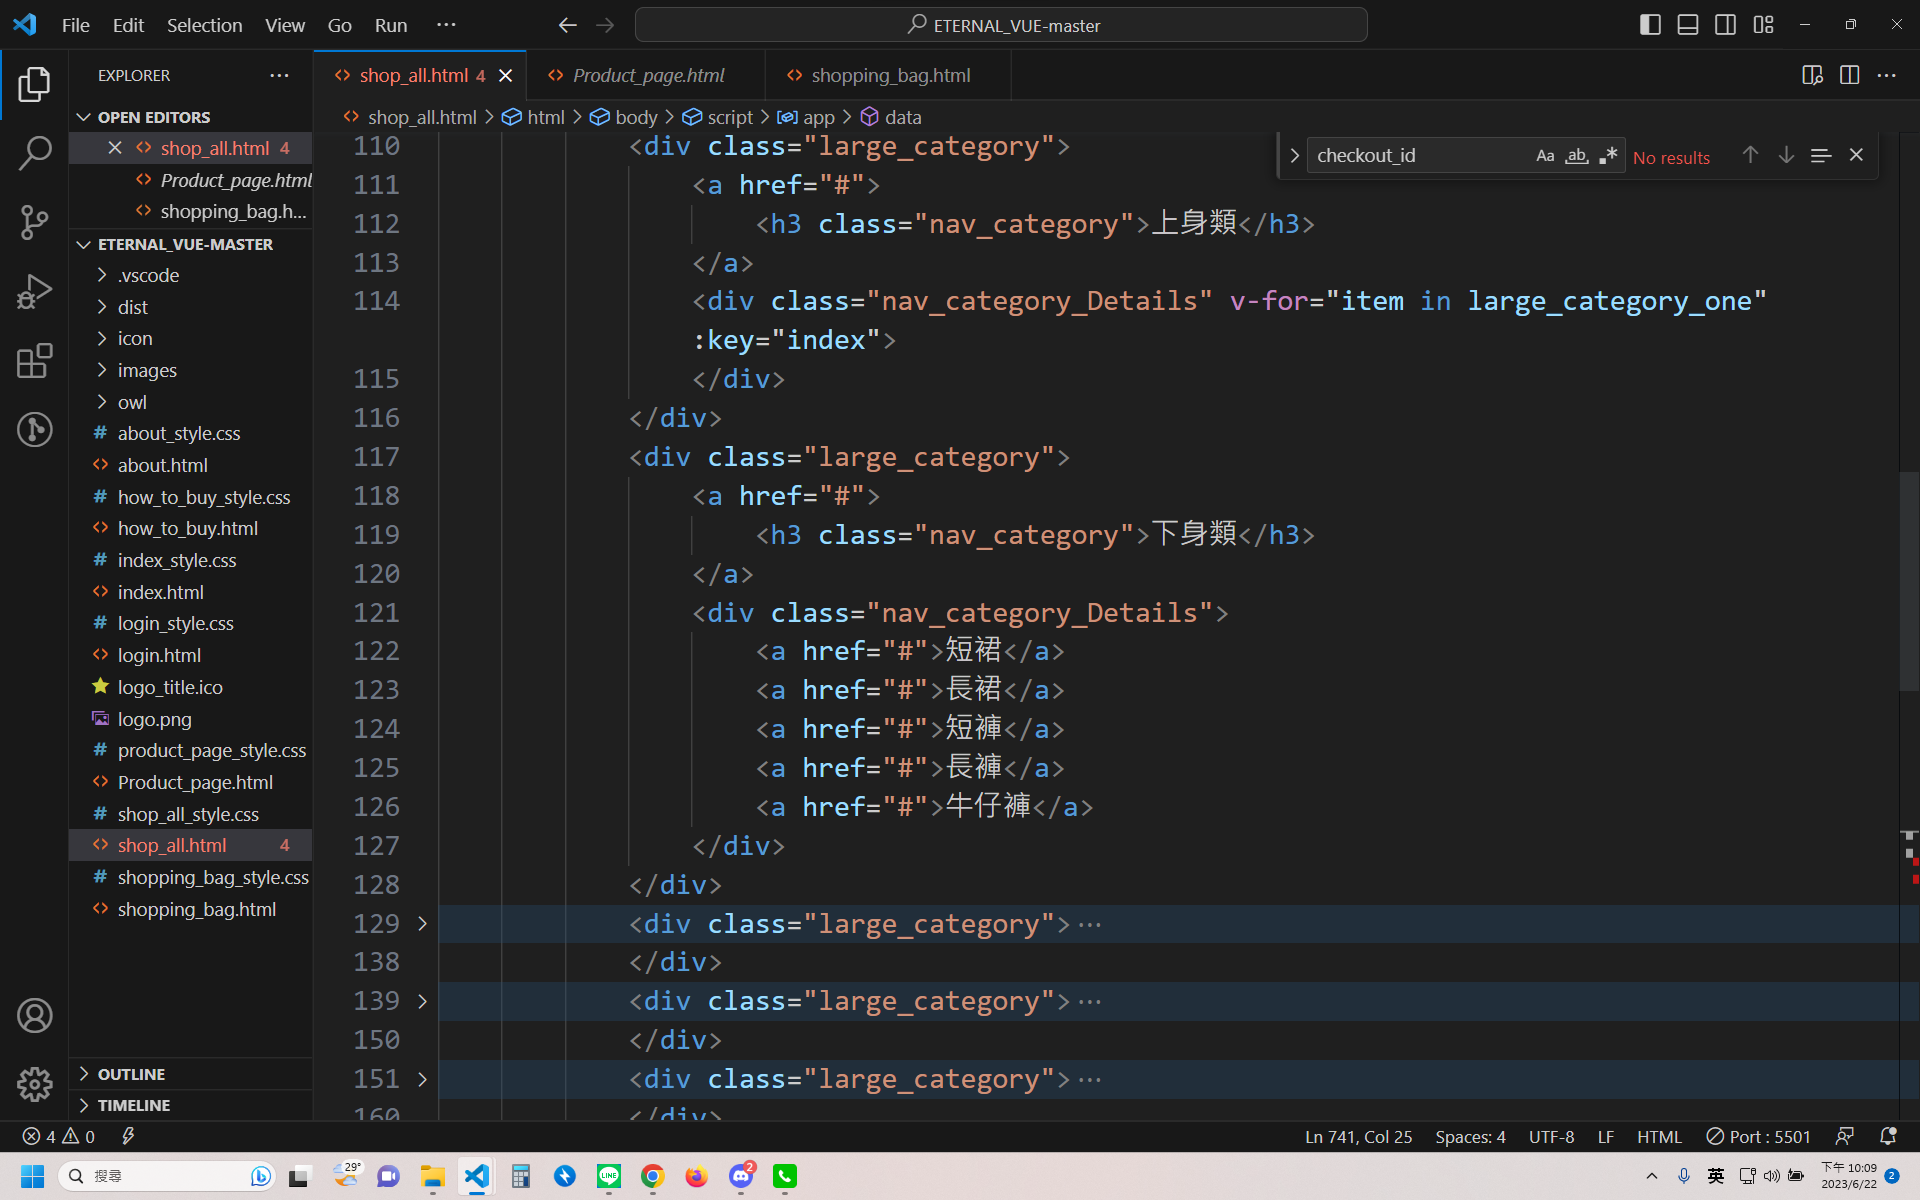 File Edit Selection View Go Run ···
ETERNAL_VUE-master
EXPLORER
OPEN EDITORS
shop_all.html 4
Product_page.html
shopping_bag.h...
ETERNAL_VUE-MASTER
.vscode
dist
icon
images
owl
about_style.css
about.html
how_to_buy_style.css
how_to_buy.html
index_style.css
index.html
login_style.css
login.html
logo_title.ico
logo.png
product_page_style.css
Product_page.html
shop_all_style.css
shop_all.html 4
shopping_bag_style.css
shopping_bag.html
OUTLINE
TIMELINE
shop_all.html 4
Product_page.html
shopping_bag.html
shop_all.html > html > body > script > app > data
checkout_id Aa ab .* No results
110 <div class="large_category">
111 <a href="#">
112 <h3 class="nav_category">上身類</h3>
113 </a>
114 <div class="nav_category_Details" v-for="item in large_category_one"
:key="index">
115 </div>
116 </div>
117 <div class="large_category">
118 <a href="#">
119 <h3 class="nav_category">下身類</h3>
120 </a>
121 <div class="nav_category_Details">
122 <a href="#">短裙</a>
123 <a href="#">長裙</a>
124 <a href="#">短褲</a>
125 <a href="#">長褲</a>
126 <a href="#">牛仔褲</a>
127 </div>
128 </div>
129 <div class="large_category">···
138 </div>
139 <div class="large_category">···
150 </div>
151 <div class="large_category">···
160 </div>
4 0
Ln 741, Col 25 Spaces: 4 UTF-8 LF HTML Port : 5501
搜尋
29°
LINE
2
英
下午 10:09
2023/6/22
2